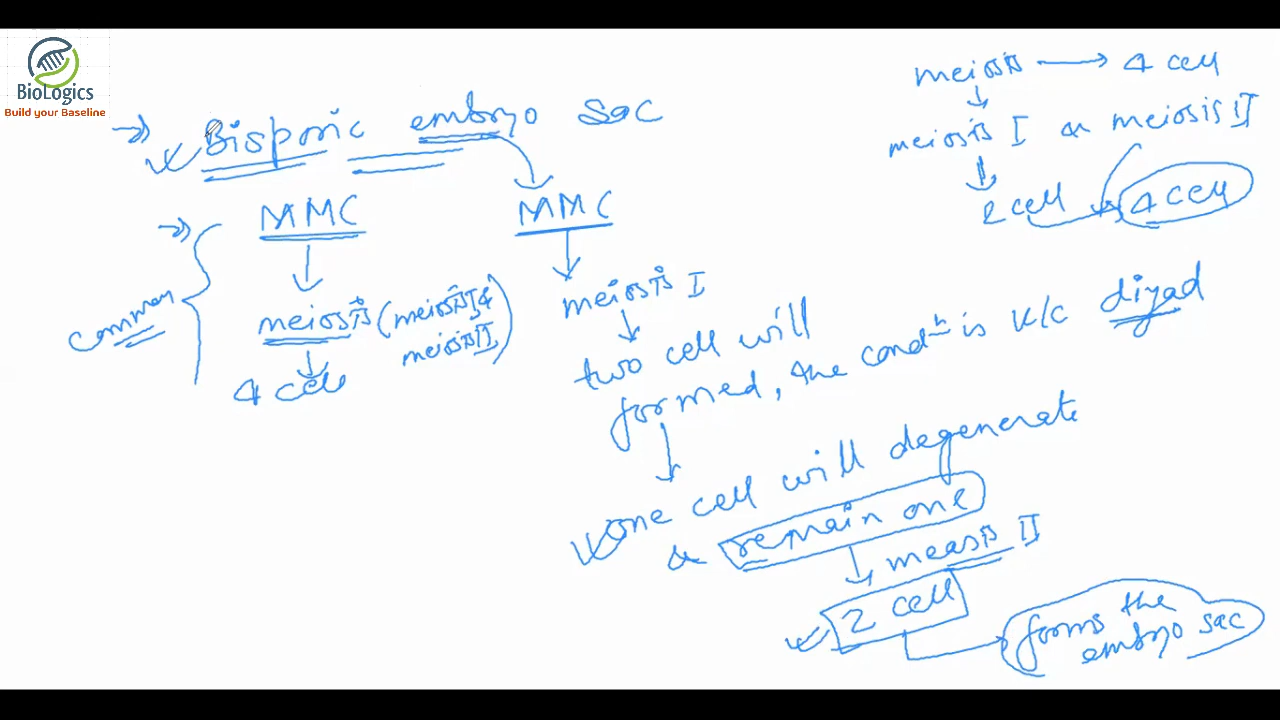 BioLogics
Build your Baseline
Bisporic embryo sac
MMC
meiosis (meiosis I &
meiosis II)
4 cell
common
MMC
meiosis I
two cell will
formed, the condn is k/c diyad
one cell will degenerate
& remain one
measis II
2 cell
forms the
embryo sac
meiosis → 4 cell
meiosis I & meiosis II
2 cell 4 cell